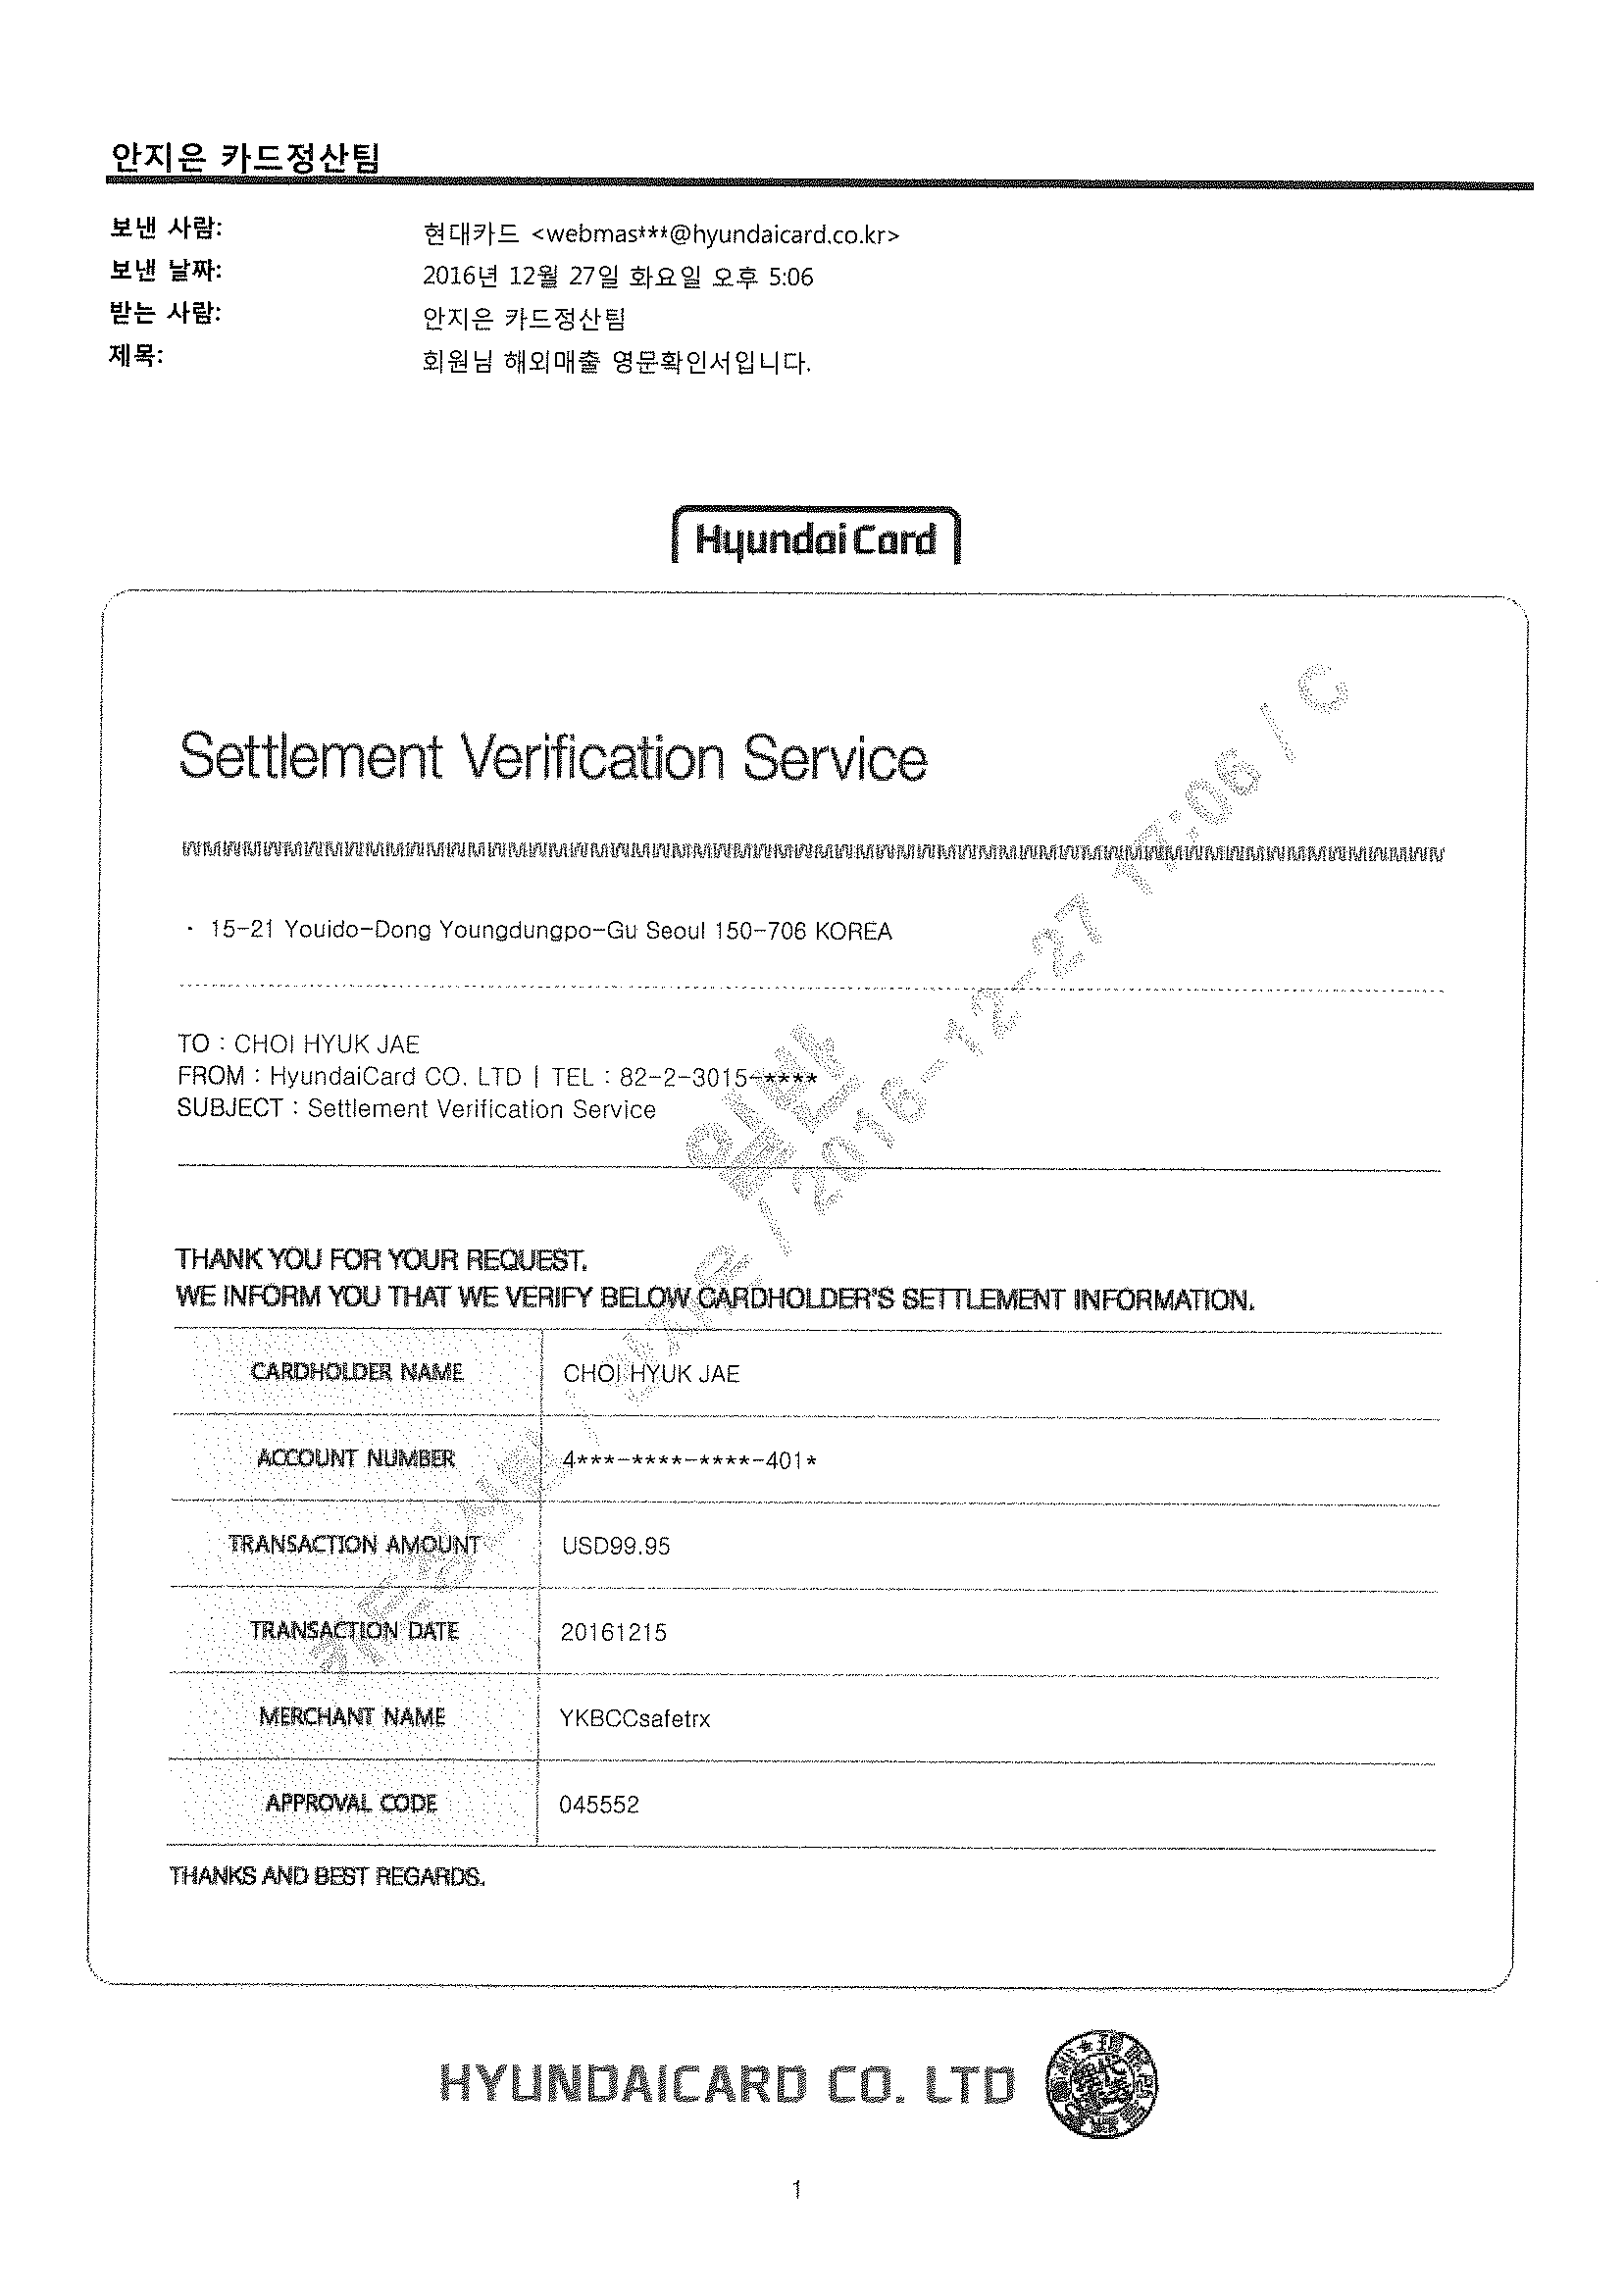 안지은 카드정산팀
보낸 사람: 현대카드 <webmas***@hyundaicard.co.kr>
보낸 날짜: 2016년 12월 27일 화요일 오후 5:06
받는 사람: 안지은 카드정산팀
제목: 회원님 해외매출 영문확인서입니다.
HyundaiCard
Settlement Verification Service
· 15-21 Youido-Dong Youngdungpo-Gu Seoul 150-706 KOREA
TO : CHOI HYUK JAE
FROM : HyundaiCard CO. LTD | TEL : 82-2-3015-****
SUBJECT : Settlement Verification Service
THANK YOU FOR YOUR REQUEST.
WE INFORM YOU THAT WE VERIFY BELOW CARDHOLDER'S SETTLEMENT INFORMATION.
CARDHOLDER NAME CHOI HYUK JAE
ACCOUNT NUMBER 4***-****-****-401*
TRANSACTION AMOUNT USD99.95
TRANSACTION DATE 20161215
MERCHANT NAME YKBCCsafetrx
APPROVAL CODE 045552
THANKS AND BEST REGARDS.
/ 2016-12-27 17:06 / C
HYUNDAICARD CO. LTD
1